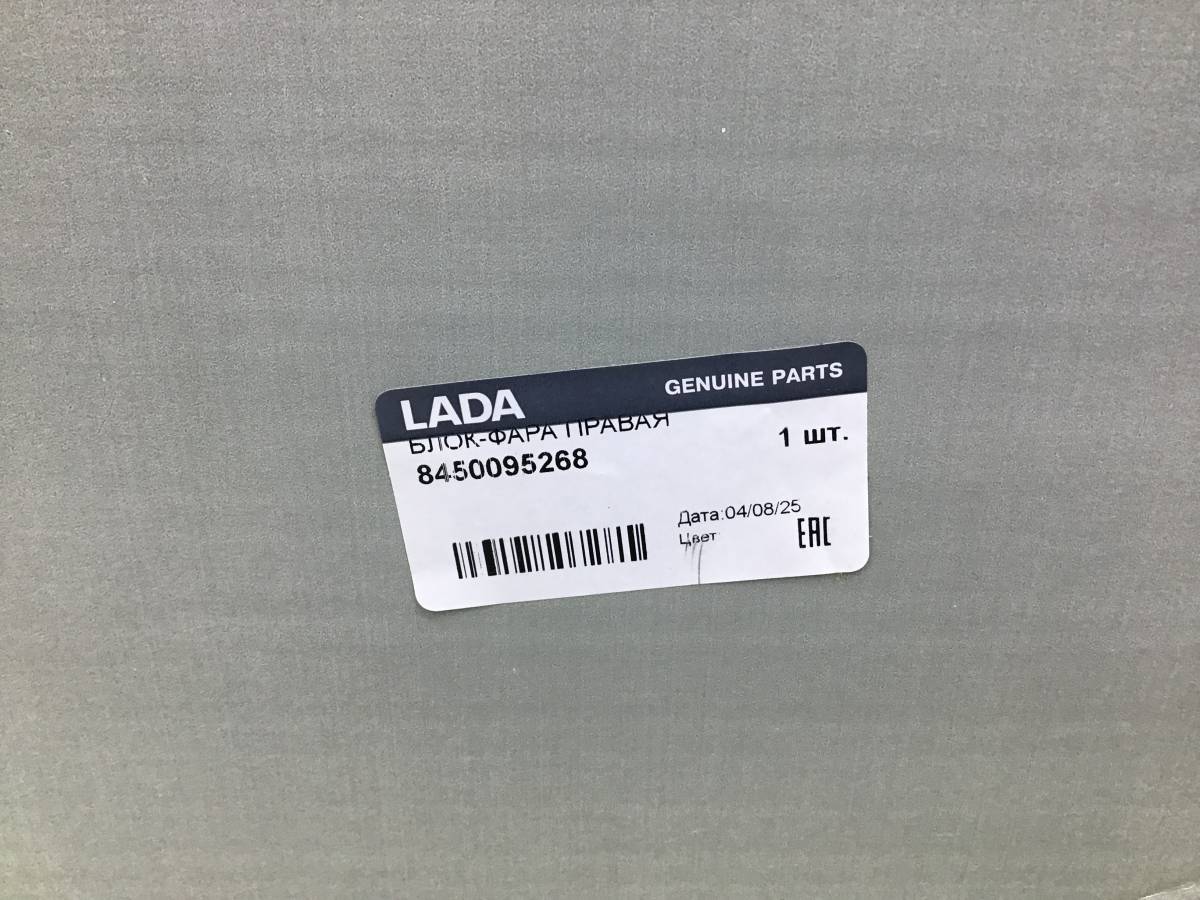 LADA GENUINE PARTS
БЛОК-ФАРА ПРАВАЯ
1 шт.
8450095268
Дата:04/08/25
Цвет
EAC